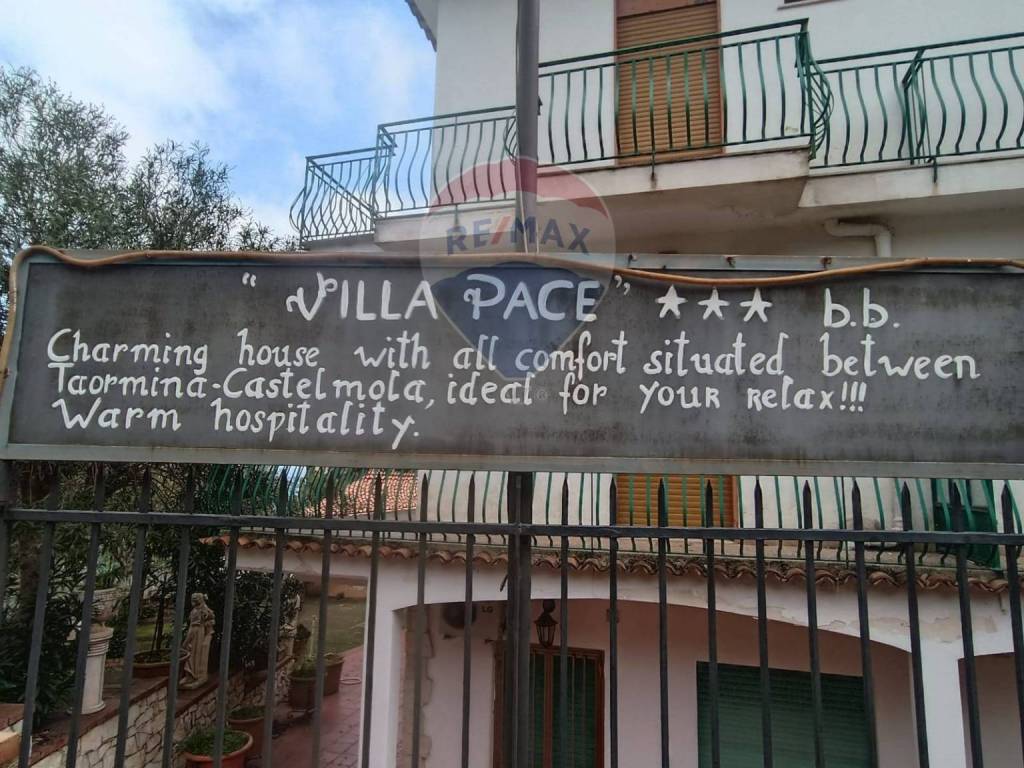 " VILLA PACE " ★★★ b.b.
Charming house with all comfort situated between
Taormina-Castelmola, ideal for your relax!!!
Warm hospitality.
RE/MAX
LG